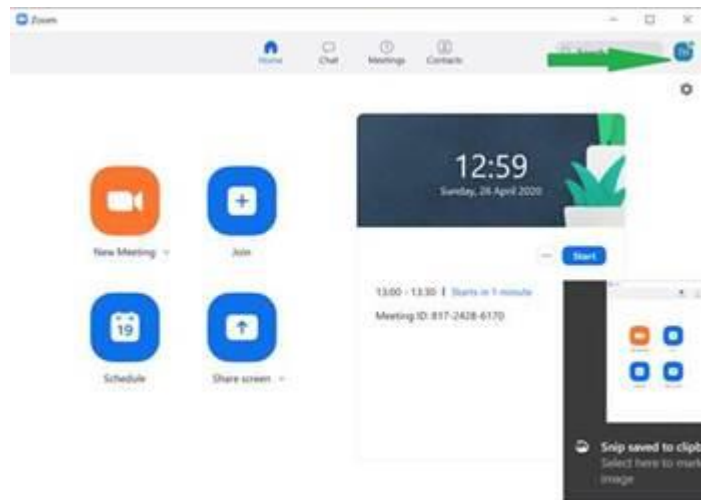 Zoom
Home
Chat
Meetings
Contacts
12:59
Sunday, 26 April 2020
New Meeting
Join
Start
13:00 - 13:30 | Starts in 1 minute
Meeting ID: 817-2428-6170
19
Schedule
Share screen
Snip saved to clipb
Select here to mark
image